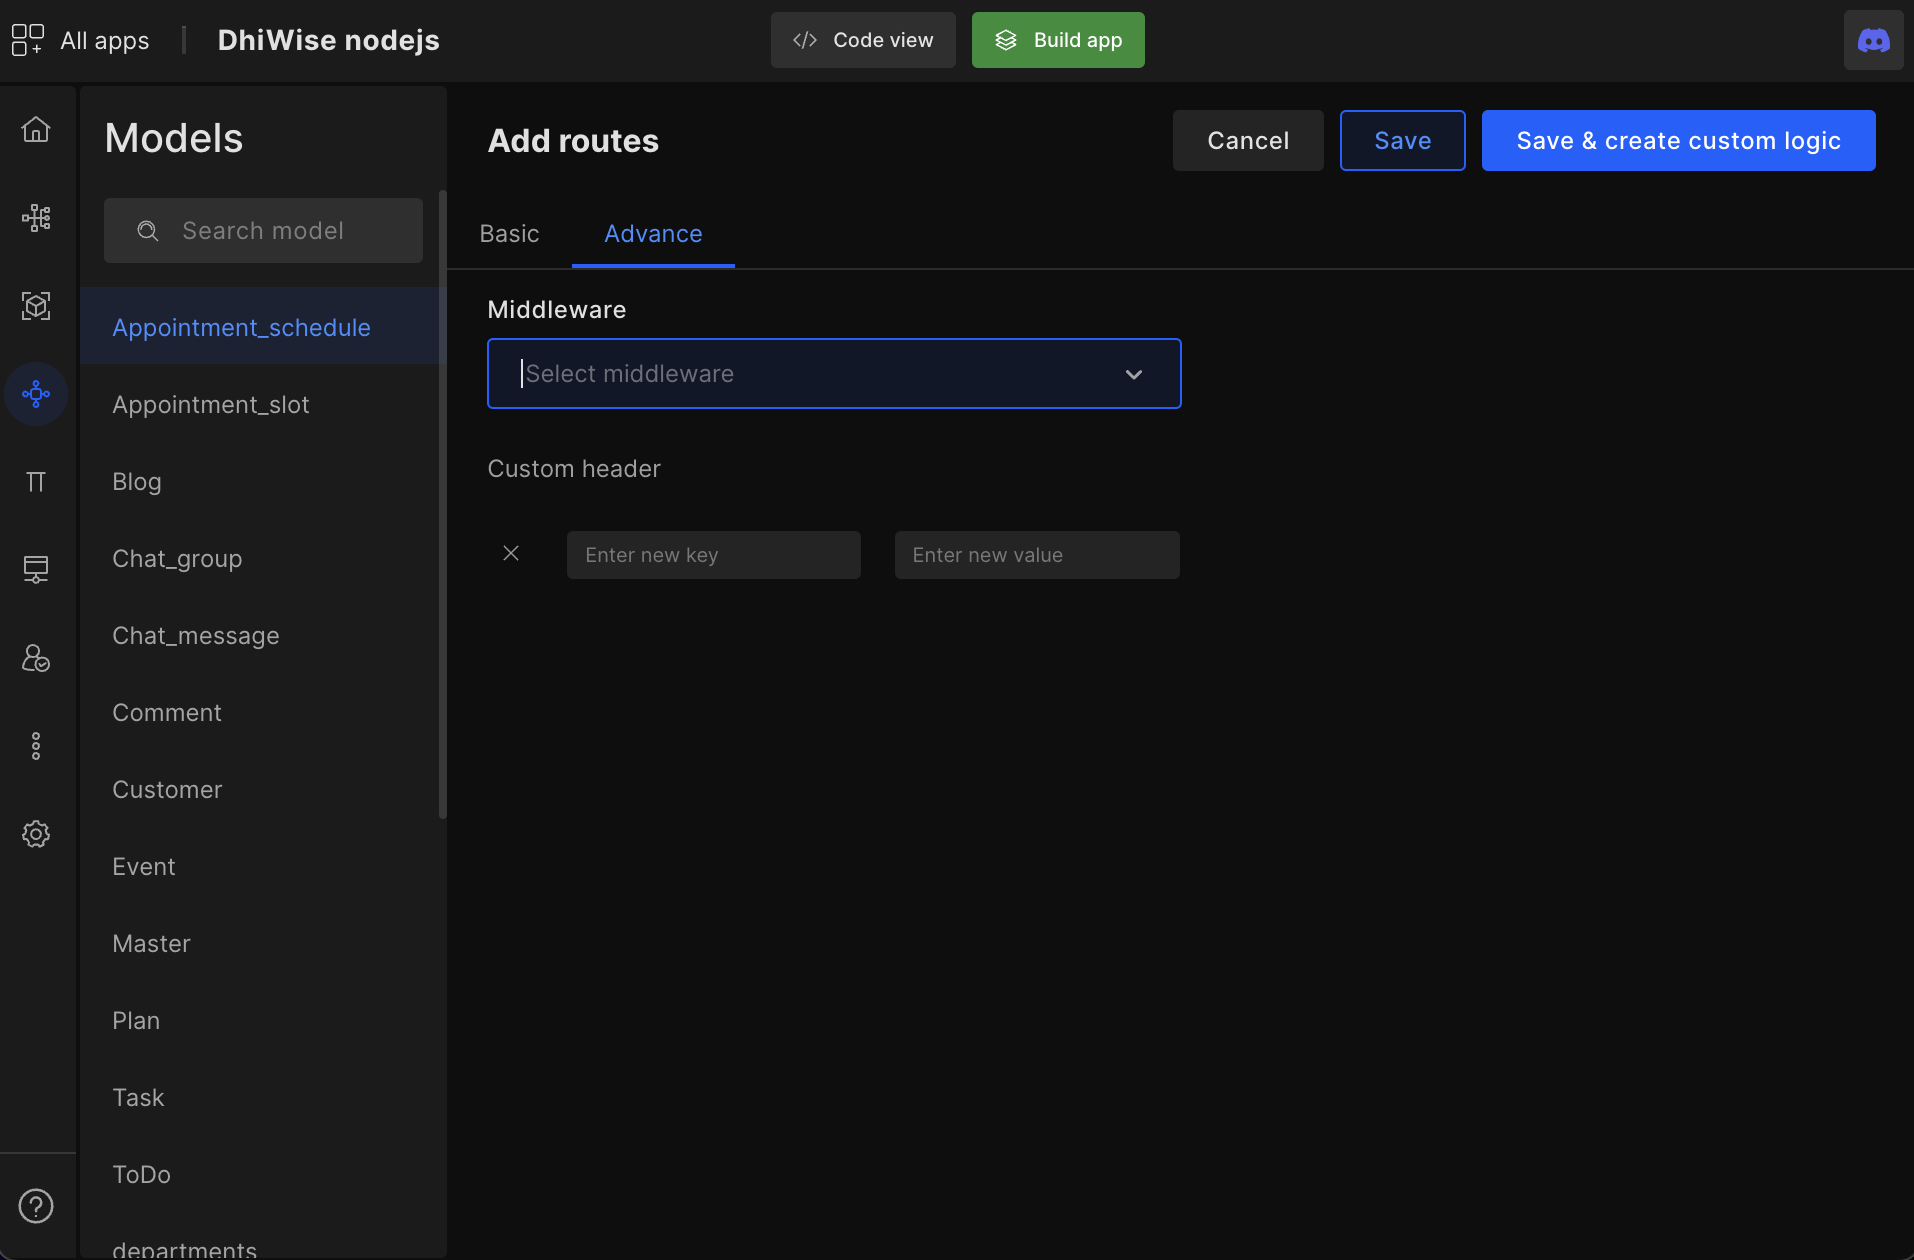 All apps
DhiWise nodejs
</> Code view
Build app
Models
Search model
Appointment_schedule
Appointment_slot
Blog
Chat_group
Chat_message
Comment
Customer
Event
Master
Plan
Task
ToDo
departments
Add routes
Cancel
Save
Save & create custom logic
Basic
Advance
Middleware
Select middleware
Custom header
Enter new key
Enter new value